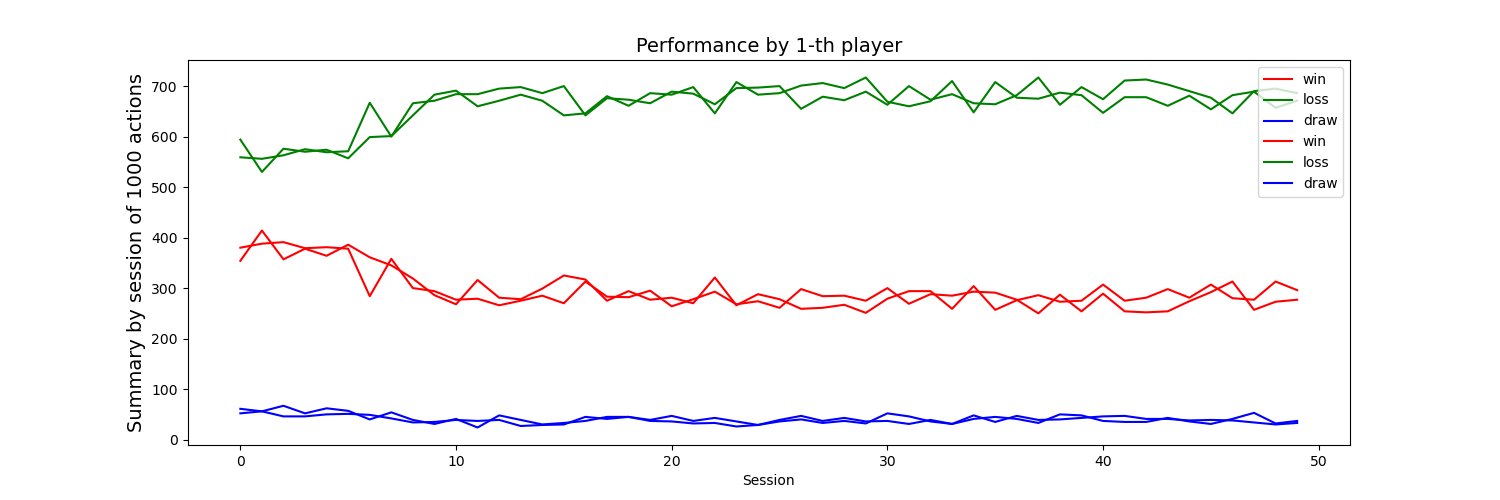 Performance by 1-th player
Summary by session of 1000 actions
700
600
500
400
300
200
100
0
0 10 20 30 40 50
Session
win
loss
draw
win
loss
draw